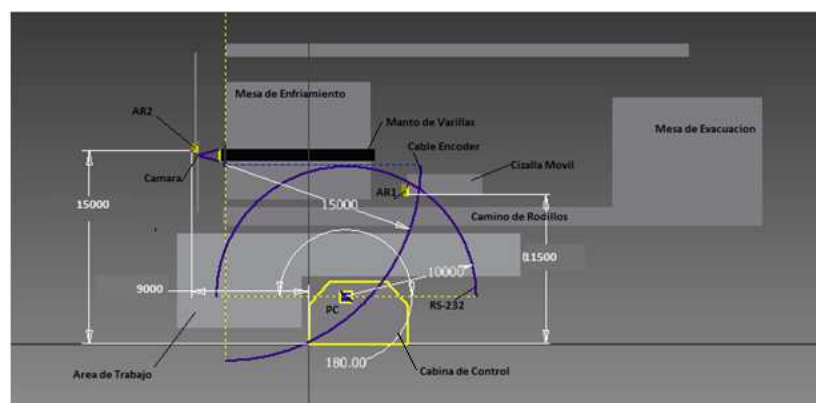 Mesa de Enfriamiento
AR2
Manto de Varillas
Mesa de Evacuacion
Cable Encoder
Cizalla Movil
Camara
AR1
15000
15000
Camino de Rodillos
11500
10000
9000
RS-232
PC
180.00
Area de Trabajo
Cabina de Control